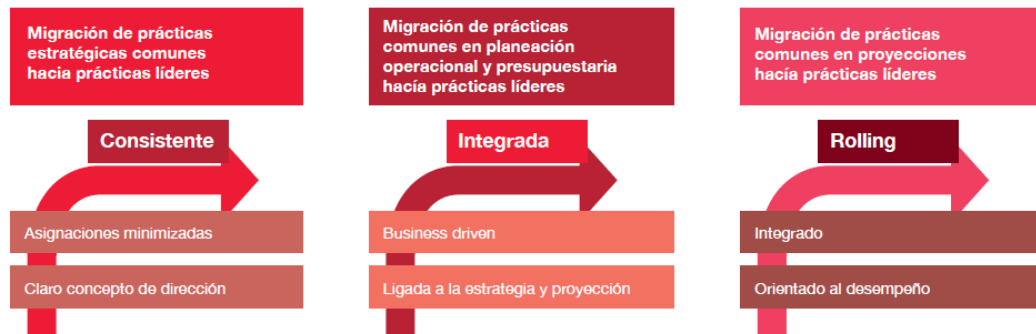 Migración de prácticas
estratégicas comunes
hacia prácticas líderes
Consistente
Asignaciones minimizadas
Claro concepto de dirección
Migración de prácticas
comunes en planeación
operacional y presupuestaria
hacía prácticas líderes
Integrada
Business driven
Ligada a la estrategia y proyección
Migración de prácticas
comunes en proyecciones
hacía prácticas líderes
Rolling
Integrado
Orientado al desempeño